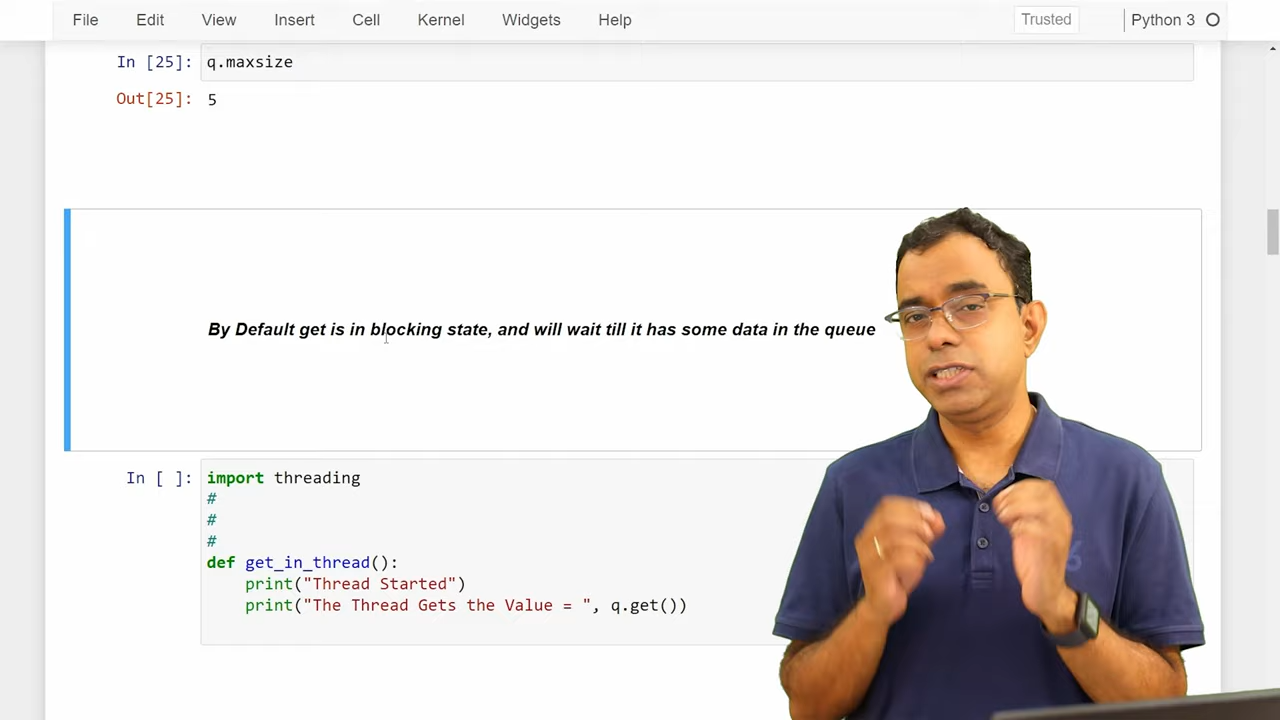 File Edit View Insert Cell Kernel Widgets Help Trusted Python 3
In [25]: q.maxsize
Out[25]: 5
By Default get is in blocking state, and will wait till it has some data in the queue
In [ ]: import threading
#
#
#
def get_in_thread():
print("Thread Started")
print("The Thread Gets the Value = ", q.get())